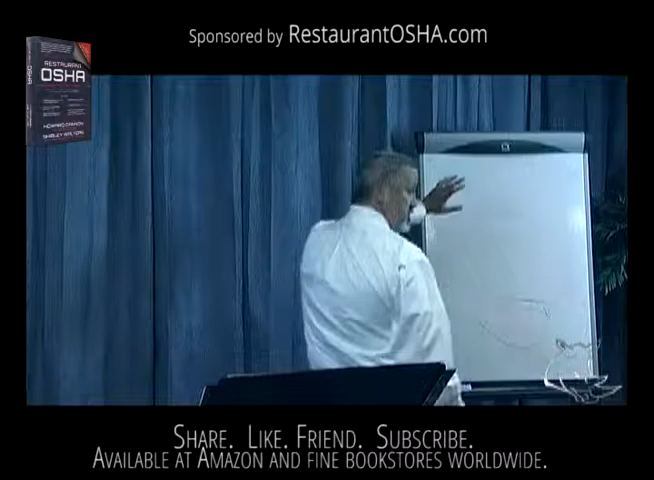 Sponsored by RestaurantOSHA.com
RESTAURANT
OSHA
SHARE. LIKE. FRIEND. SUBSCRIBE.
AVAILABLE AT AMAZON AND FINE BOOKSTORES WORLDWIDE.